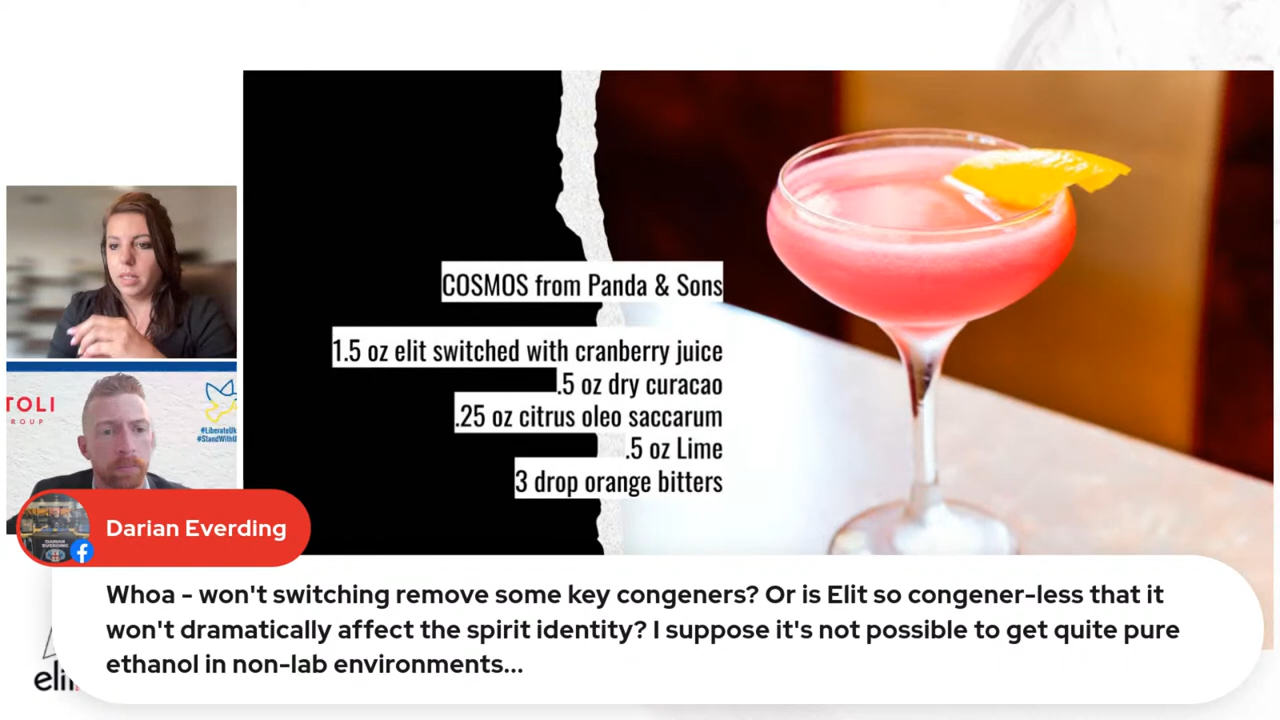 COSMOS from Panda & Sons
1.5 oz elit switched with cranberry juice
.5 oz dry curacao
.25 oz citrus oleo saccarum
.5 oz Lime
3 drop orange bitters
TOLI
ROUP
#LiberateUk
#StandWithU
Darian Everding
Whoa - won't switching remove some key congeners? Or is Elit so congener-less that it
won't dramatically affect the spirit identity? I suppose it's not possible to get quite pure
ethanol in non-lab environments...
eli